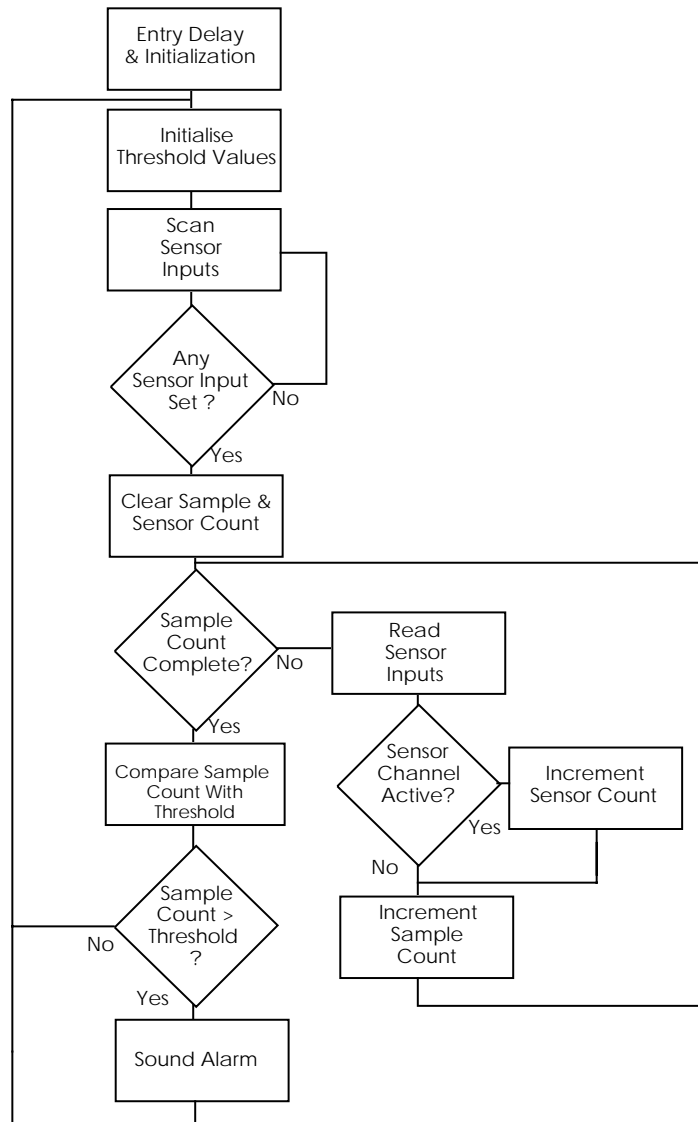 Entry Delay
& Initialization
Initialise
Threshold Values
Scan
Sensor
Inputs
Any
Sensor Input
Set ?
No
Yes
Clear Sample &
Sensor Count
Sample
Count
Complete?
No
Yes
Read
Sensor
Inputs
Sensor
Channel
Active?
Yes
No
Increment
Sensor Count
Increment
Sample
Count
Compare Sample
Count With
Threshold
Sample
Count >
Threshold
?
No
Yes
Sound Alarm